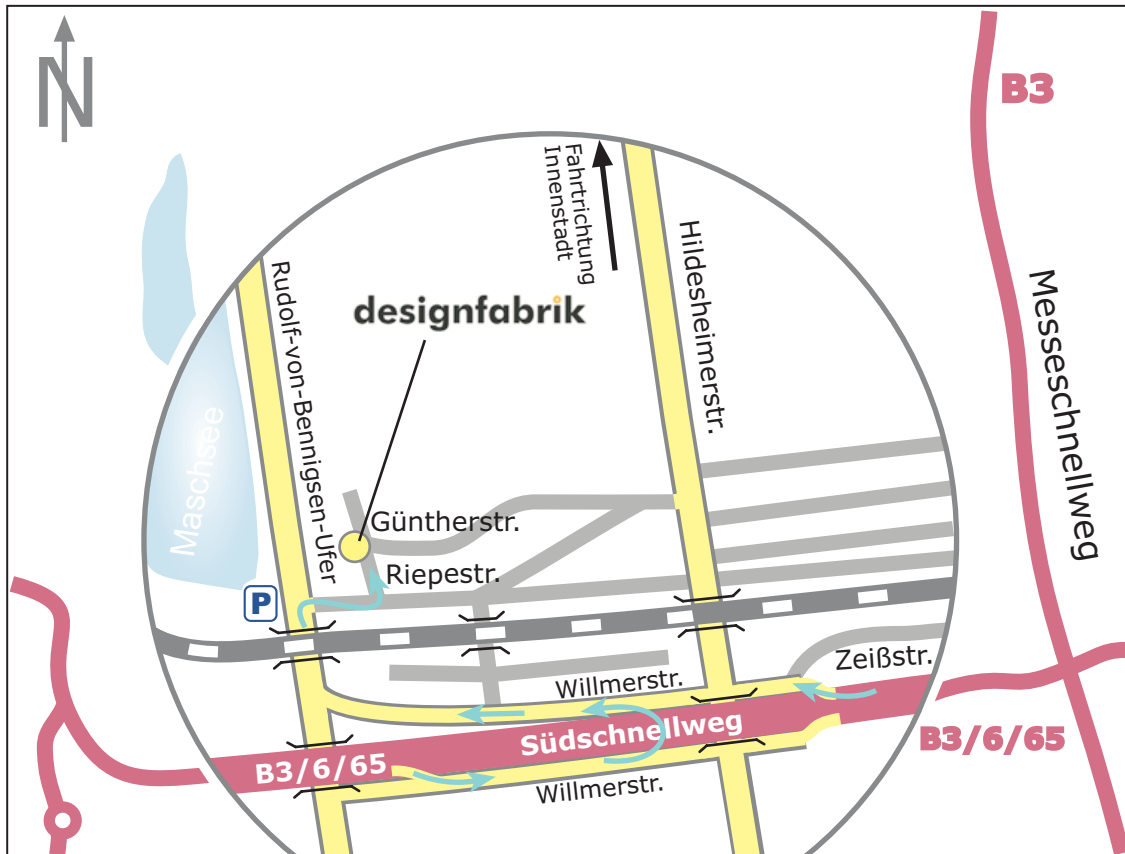 N
B3
Fahrtrichtung
Innenstadt
Hildesheimerstr.
Rudolf-von-Bennigsen-Ufer
designfabrik
Messeschnellweg
Maschsee
Güntherstr.
Riepestr.
P
Zeißstr.
Willmerstr.
Südschnellweg
B3/6/65
B3/6/65
Willmerstr.